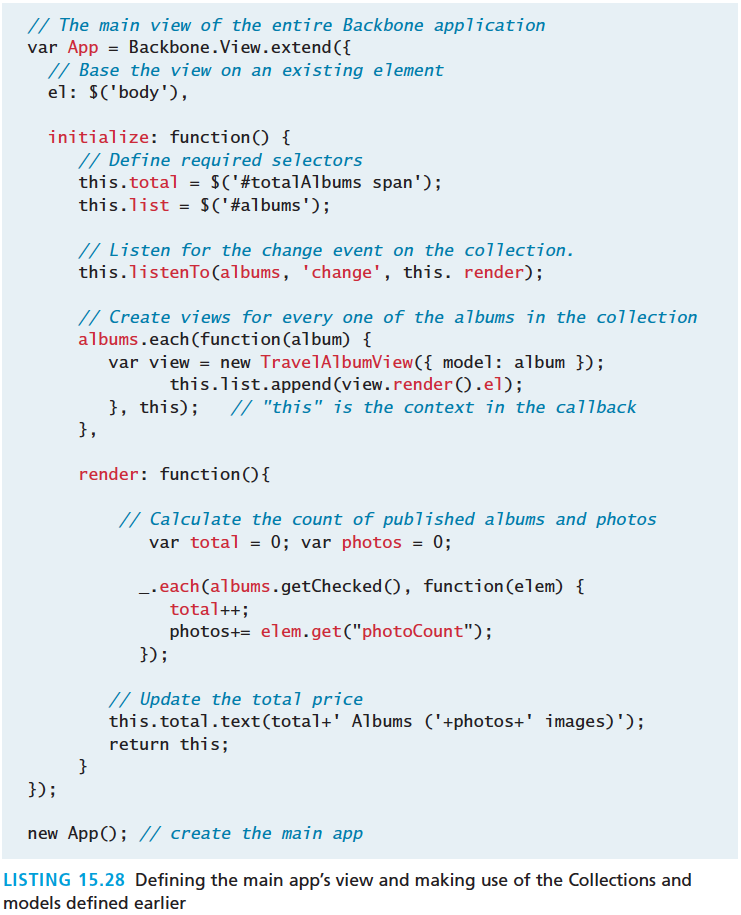 // The main view of the entire Backbone application
var App = Backbone.View.extend({
// Base the view on an existing element
el: $('body'),
initialize: function() {
// Define required selectors
this.total = $('#totalAlbums span');
this.list = $('#albums');
// Listen for the change event on the collection.
this.listenTo(albums, 'change', this. render);
// Create views for every one of the albums in the collection
albums.each(function(album) {
var view = new TravelAlbumView({ model: album });
this.list.append(view.render().el);
}, this); // "this" is the context in the callback
},
render: function(){
// Calculate the count of published albums and photos
var total = 0; var photos = 0;
_.each(albums.getChecked(), function(elem) {
total++;
photos+= elem.get("photoCount");
});
// Update the total price
this.total.text(total+' Albums ('+photos+' images)');
return this;
}
});
new App(); // create the main app
LISTING 15.28 Defining the main app's view and making use of the Collections and
models defined earlier